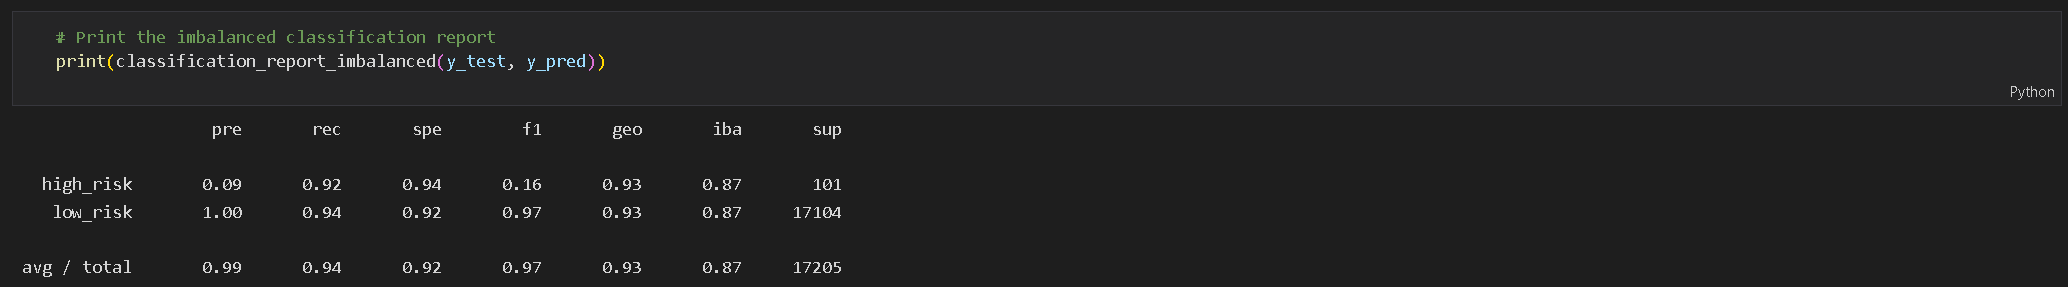 # Print the imbalanced classification report
print(classification_report_imbalanced(y_test, y_pred))
Python
pre rec spe f1 geo iba sup
high_risk 0.09 0.92 0.94 0.16 0.93 0.87 101
low_risk 1.00 0.94 0.92 0.97 0.93 0.87 17104
avg / total 0.99 0.94 0.92 0.97 0.93 0.87 17205